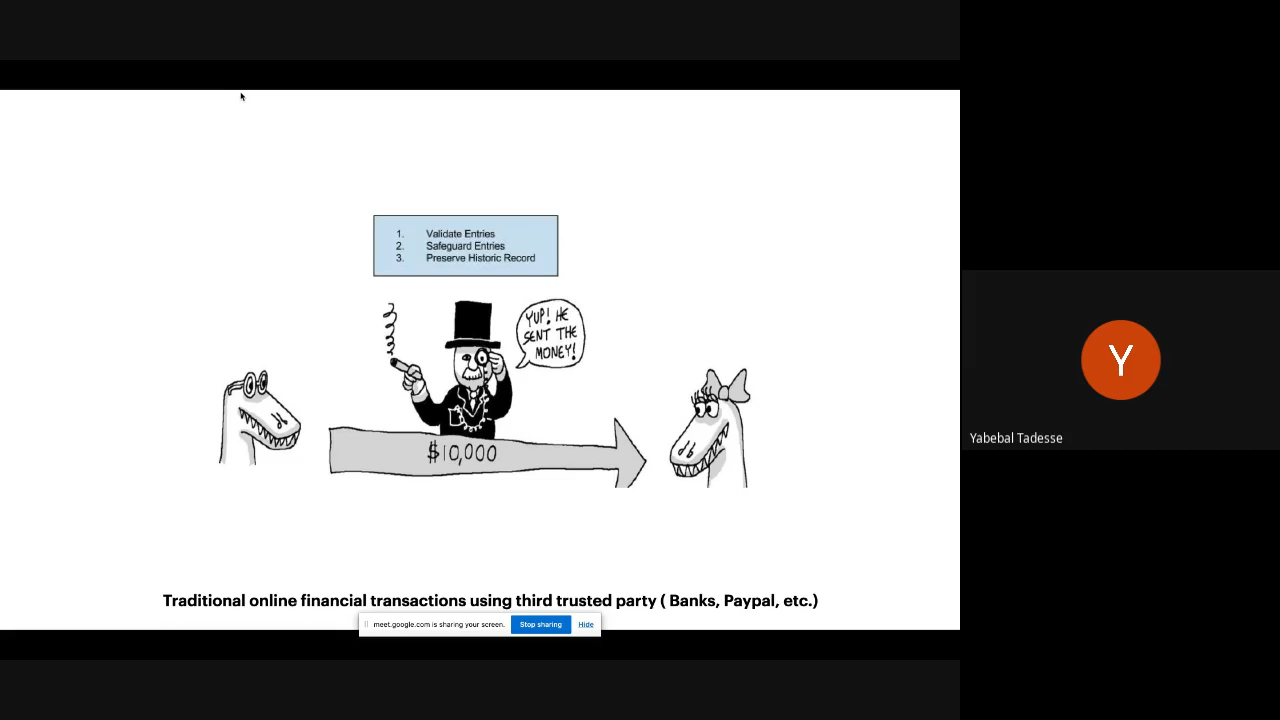 1. Validate Entries
2. Safeguard Entries
3. Preserve Historic Record
YUP! HE
SENT THE
MONEY!
$10,000
Y
Yabebal Tadesse
Traditional online financial transactions using third trusted party ( Banks, Paypal, etc.)
meet.google.com is sharing your screen. Stop sharing Hide